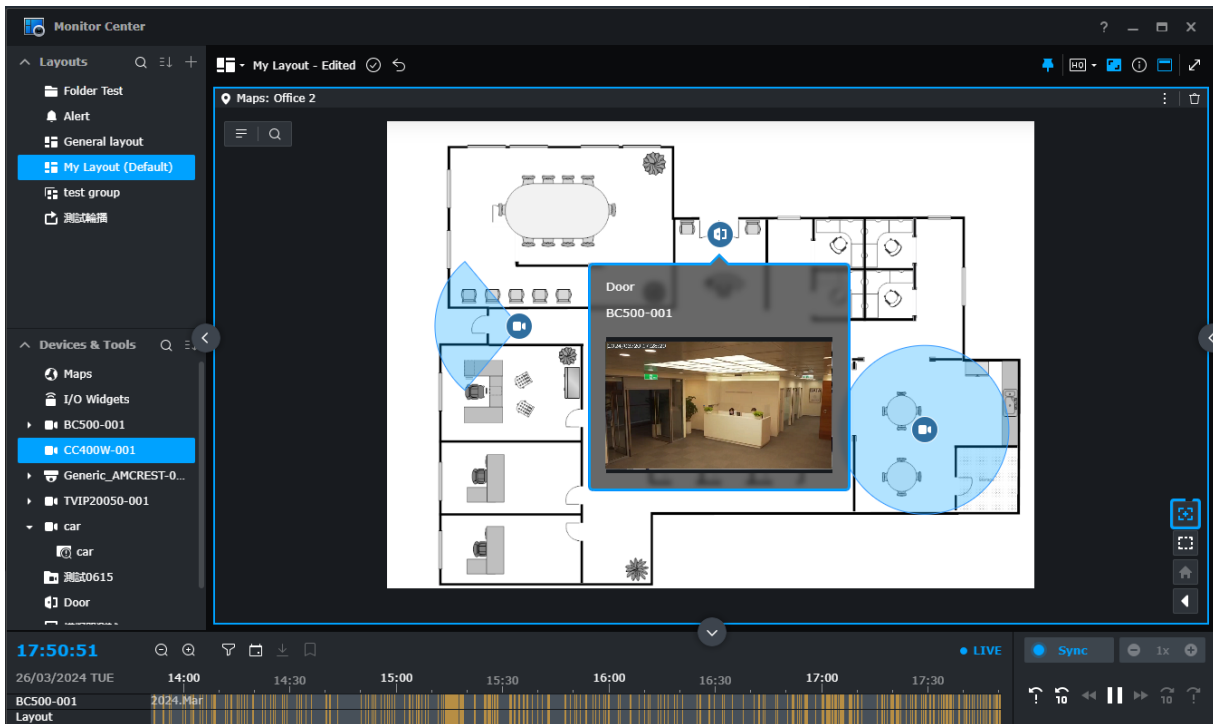 Monitor Center
?
Layouts
My Layout - Edited
HQ
Folder Test
Alert
General layout
My Layout (Default)
test group
測試輪播
Maps: Office 2
Door
BC500-001
Devices & Tools
Maps
I/O Widgets
BC500-001
CC400W-001
Generic_AMCREST-0...
TVIP20050-001
car
car
測試0615
Door
17:50:51
LIVE
Sync
1x
26/03/2024 TUE
14:00 14:30 15:00 15:30 16:00 16:30 17:00 17:30
BC500-001
2024.Mar
Layout
10
10